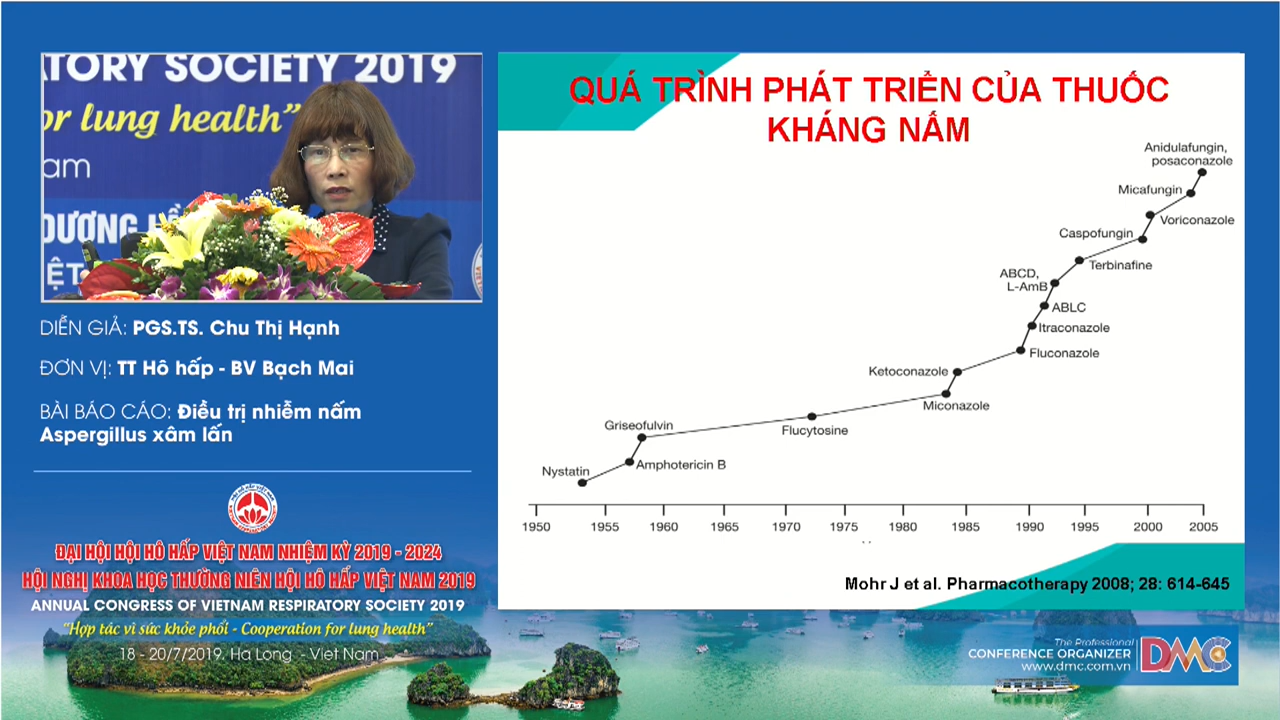 ATORY SOCIETY 2019
or lung health"
am
DƯƠNG
DIỄN GIẢ: PGS.TS. Chu Thị Hạnh
ĐƠN VỊ: TT Hô hấp - BV Bạch Mai
BÀI BÁO CÁO: Điều trị nhiễm nấm
Aspergillus xâm lấn
ĐẠI HỘI HỘI HÔ HẤP VIỆT NAM NHIỆM KỲ 2019 - 2024
HỘI NGHỊ KHOA HỌC THƯỜNG NIÊN HỘI HÔ HẤP VIỆT NAM 2019
ANNUAL CONGRESS OF VIETNAM RESPIRATORY SOCIETY 2019
"Hợp tác vì sức khỏe phổi - Cooperation for lung health"
18 - 20/7/2019. Ha Long - Viet Nam
QUÁ TRÌNH PHÁT TRIỂN CỦA THUỐC
KHÁNG NẤM
Anidulafungin,
posaconazole
Micafungin
Voriconazole
Caspofungin
Terbinafine
ABCD,
L-AmB
ABLC
Itraconazole
Fluconazole
Ketoconazole
Miconazole
Flucytosine
Griseofulvin
Amphotericin B
Nystatin
1950 1955 1960 1965 1970 1975 1980 1985 1990 1995 2000 2005
Mohr J et al. Pharmacotherapy 2008; 28: 614-645
The Professional
CONFERENCE ORGANIZER
www.dmc.com.vn
DMC